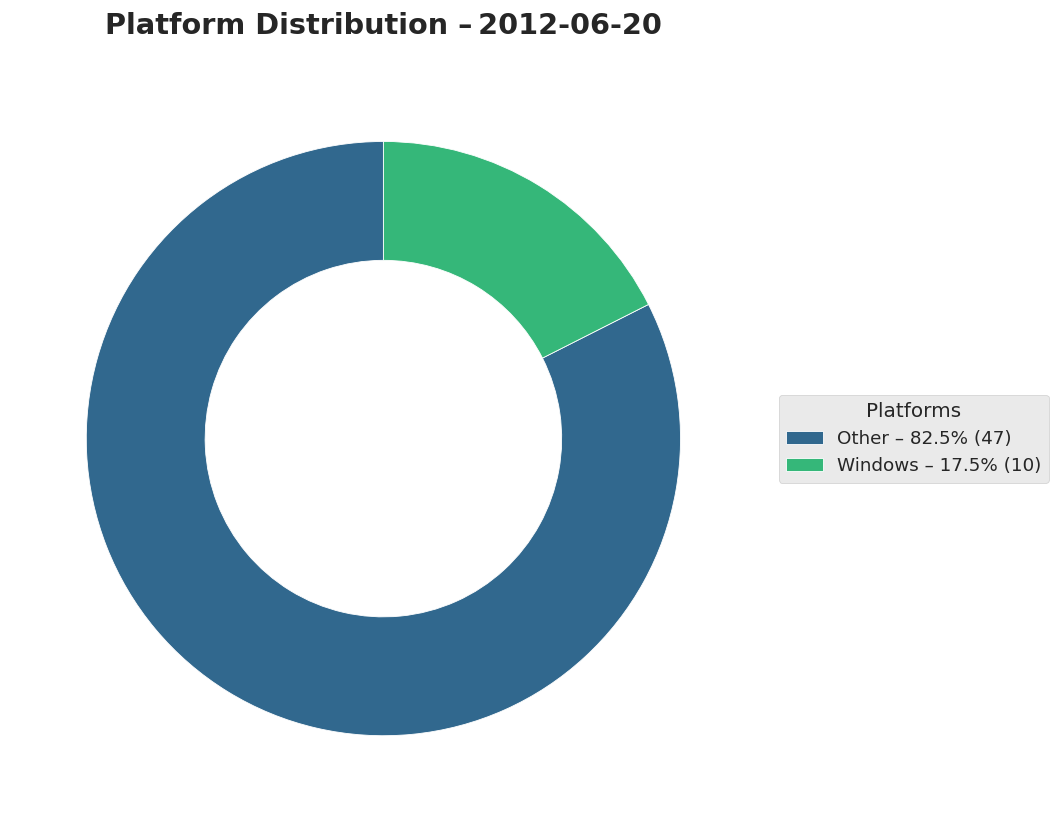 Platform Distribution – 2012-06-20
Platforms
Other – 82.5% (47)
Windows – 17.5% (10)